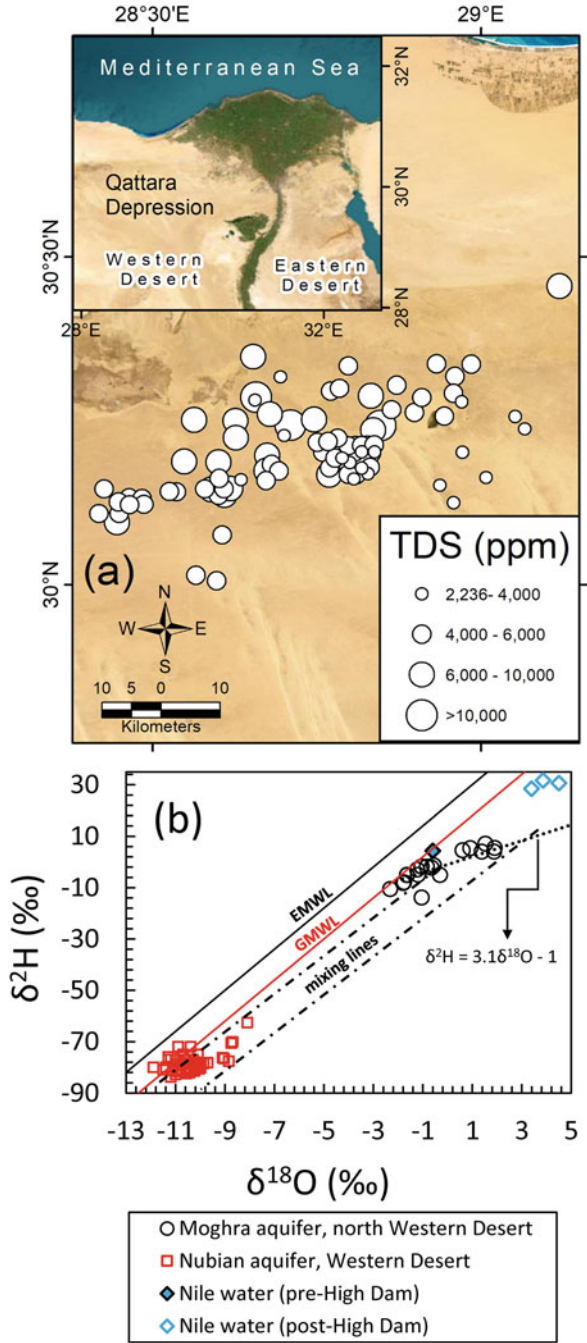 28°30'E
29°E
Mediterranean Sea
Qattara
Depression
Western
Desert
Eastern
Desert
32°N
30°N
28°N
28°E
32°E
30°30'N
30°N
(a)
N
W
E
S
10 5 0 10
Kilometers
TDS (ppm)
2,236- 4,000
4,000 - 6,000
6,000 - 10,000
>10,000
(b)
30
10
-10
-30
-50
-70
-90
δ²H (‰)
EMWL
GMWL
mixing lines
δ²H = 3.1δ¹⁸O - 1
-13 -11 -9 -7 -5 -3 -1 1 3 5
δ¹⁸O (‰)
Moghra aquifer, north Western Desert
Nubian aquifer, Western Desert
Nile water (pre-High Dam)
Nile water (post-High Dam)